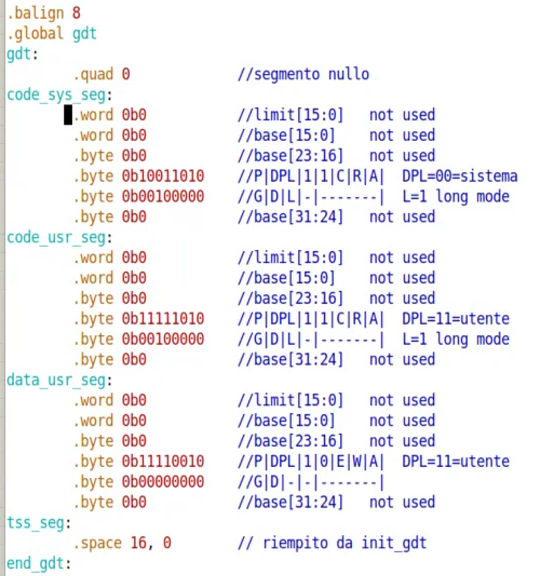 .balign 8
.global gdt
gdt:
.quad 0 //segmento nullo
code_sys_seg:
.word 0b0 //limit[15:0] not used
.word 0b0 //base[15:0] not used
.byte 0b0 //base[23:16] not used
.byte 0b10011010 //P|DPL|1|1|C|R|A| DPL=00=sistema
.byte 0b00100000 //G|D|L|-|-------| L=1 long mode
.byte 0b0 //base[31:24] not used
code_usr_seg:
.word 0b0 //limit[15:0] not used
.word 0b0 //base[15:0] not used
.byte 0b0 //base[23:16] not used
.byte 0b11111010 //P|DPL|1|1|C|R|A| DPL=11=utente
.byte 0b00100000 //G|D|L|-|-------| L=1 long mode
.byte 0b0 //base[31:24] not used
data_usr_seg:
.word 0b0 //limit[15:0] not used
.word 0b0 //base[15:0] not used
.byte 0b0 //base[23:16] not used
.byte 0b11110010 //P|DPL|1|0|E|W|A| DPL=11=utente
.byte 0b00000000 //G|D|-|-|-------|
.byte 0b0 //base[31:24] not used
tss_seg:
.space 16, 0 // riempito da init_gdt
end_gdt: